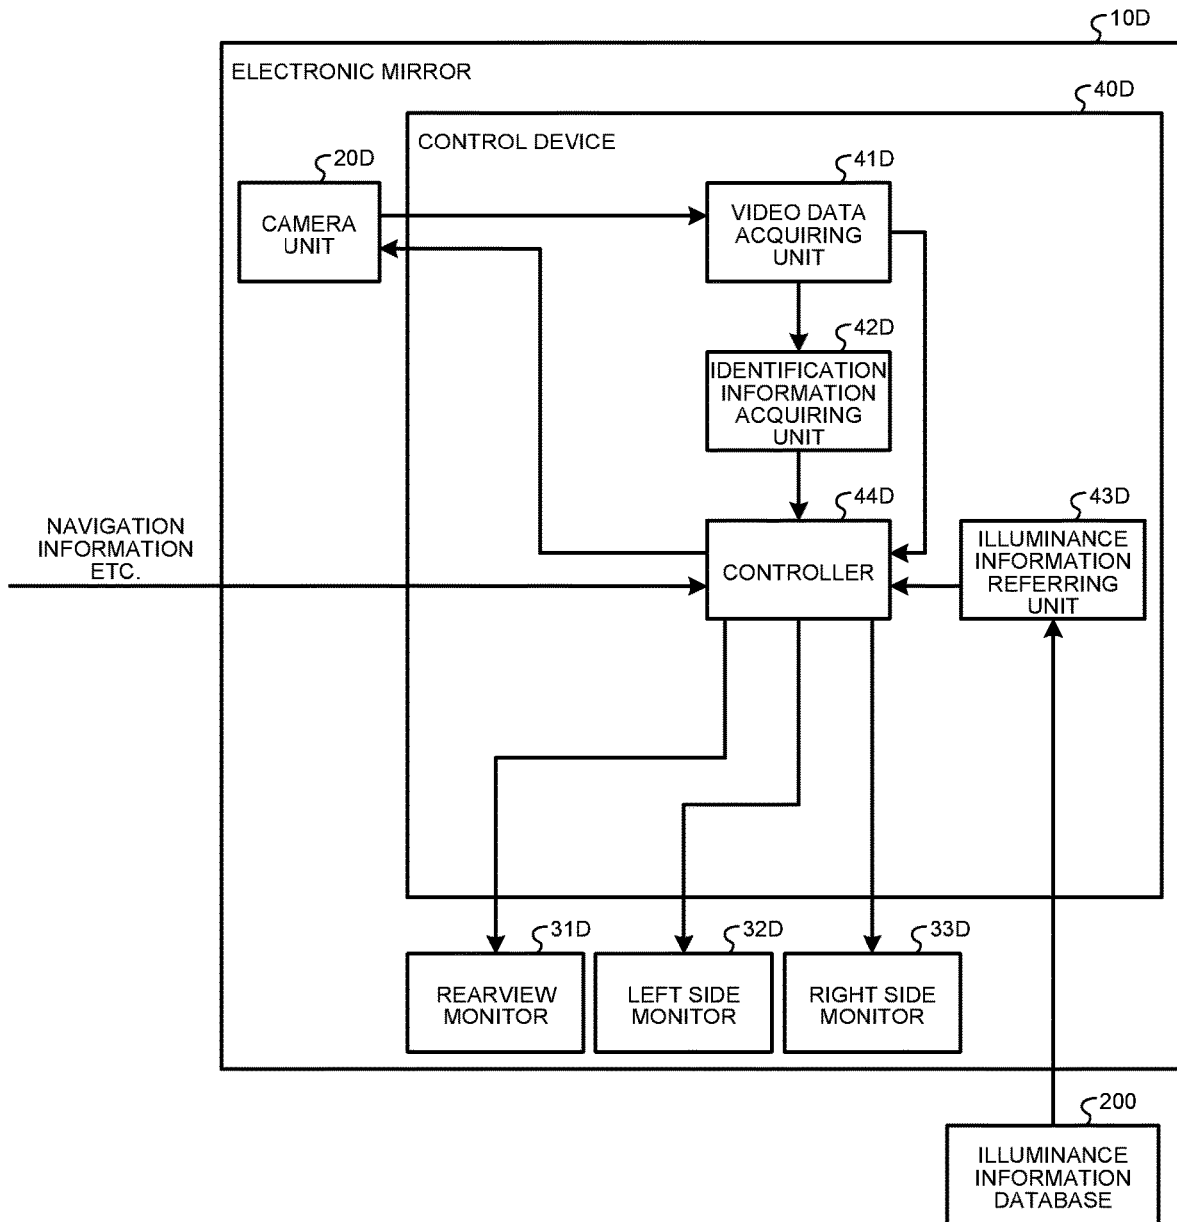 10D
ELECTRONIC MIRROR
40D
CONTROL DEVICE
20D
CAMERA
UNIT
41D
VIDEO DATA
ACQUIRING
UNIT
42D
IDENTIFICATION
INFORMATION
ACQUIRING
UNIT
NAVIGATION
INFORMATION
ETC.
44D
CONTROLLER
43D
ILLUMINANCE
INFORMATION
REFERRING
UNIT
31D
REARVIEW
MONITOR
32D
LEFT SIDE
MONITOR
33D
RIGHT SIDE
MONITOR
200
ILLUMINANCE
INFORMATION
DATABASE